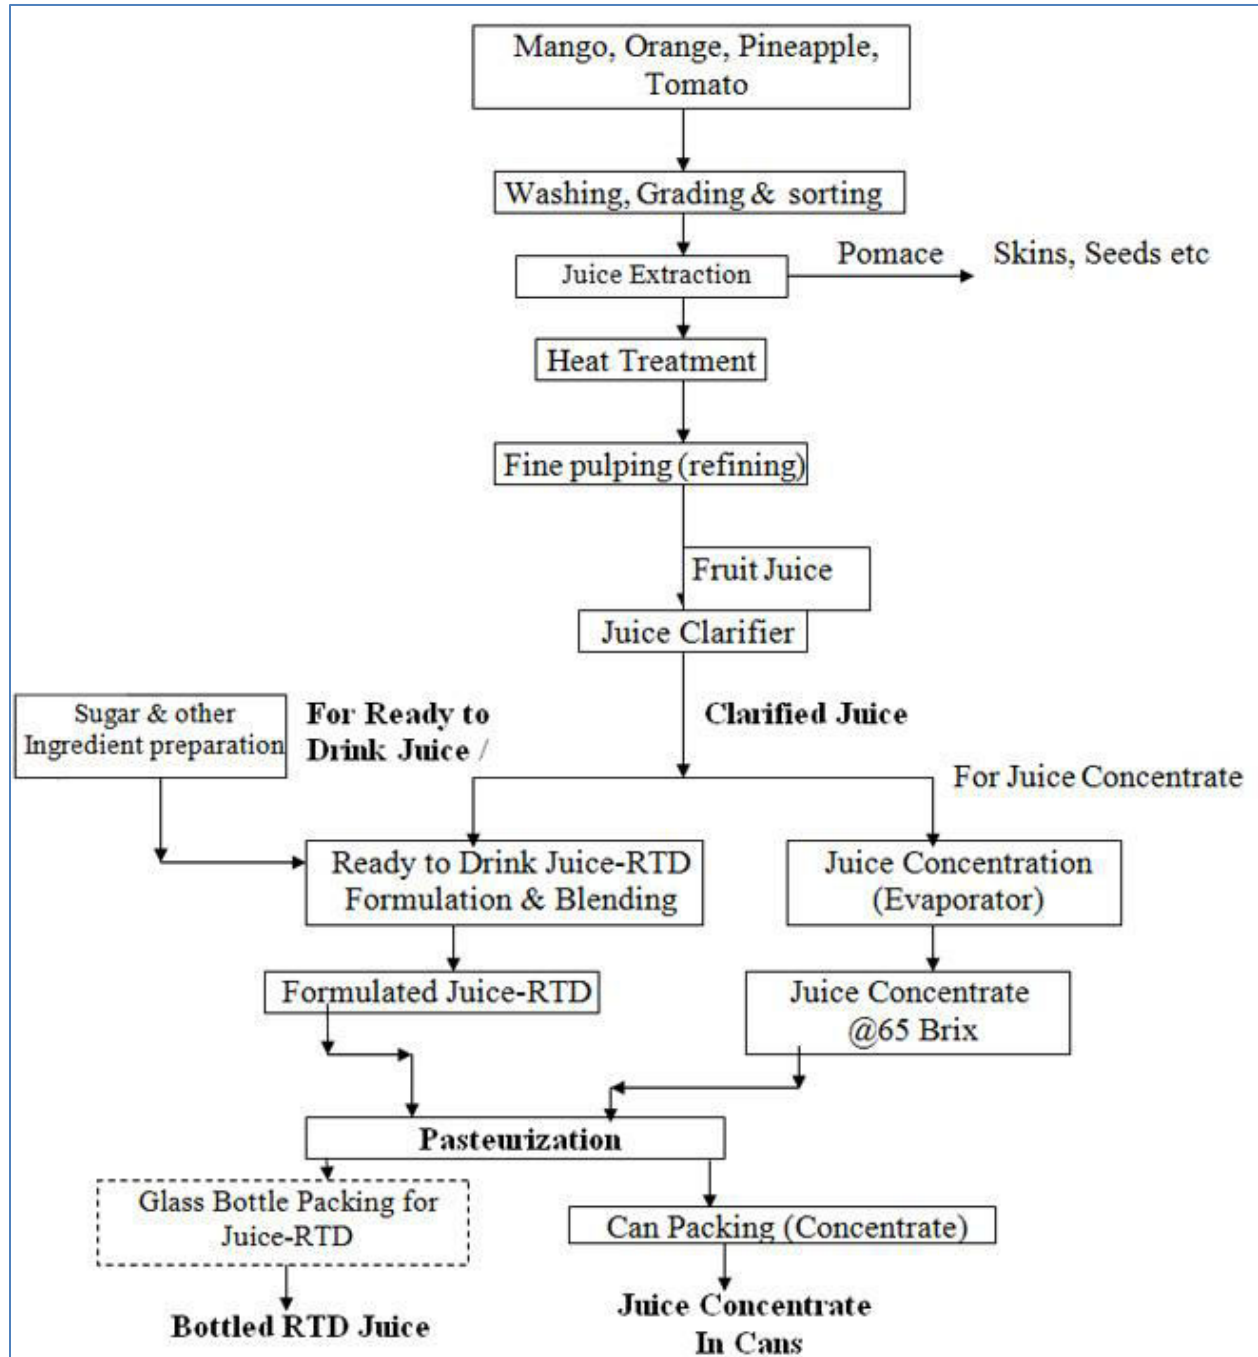 Mango, Orange, Pineapple,
Tomato
Washing, Grading & sorting
Juice Extraction
Pomace
Skins, Seeds etc
Heat Treatment
Fine pulping (refining)
Fruit Juice
Juice Clarifier
Sugar & other
Ingredient preparation
For Ready to
Drink Juice /
Clarified Juice
For Juice Concentrate
Ready to Drink Juice-RTD
Formulation & Blending
Juice Concentration
(Evaporator)
Formulated Juice-RTD
Juice Concentrate
@65 Brix
Pasteurization
Glass Bottle Packing for
Juice-RTD
Can Packing (Concentrate)
Bottled RTD Juice
Juice Concentrate
In Cans